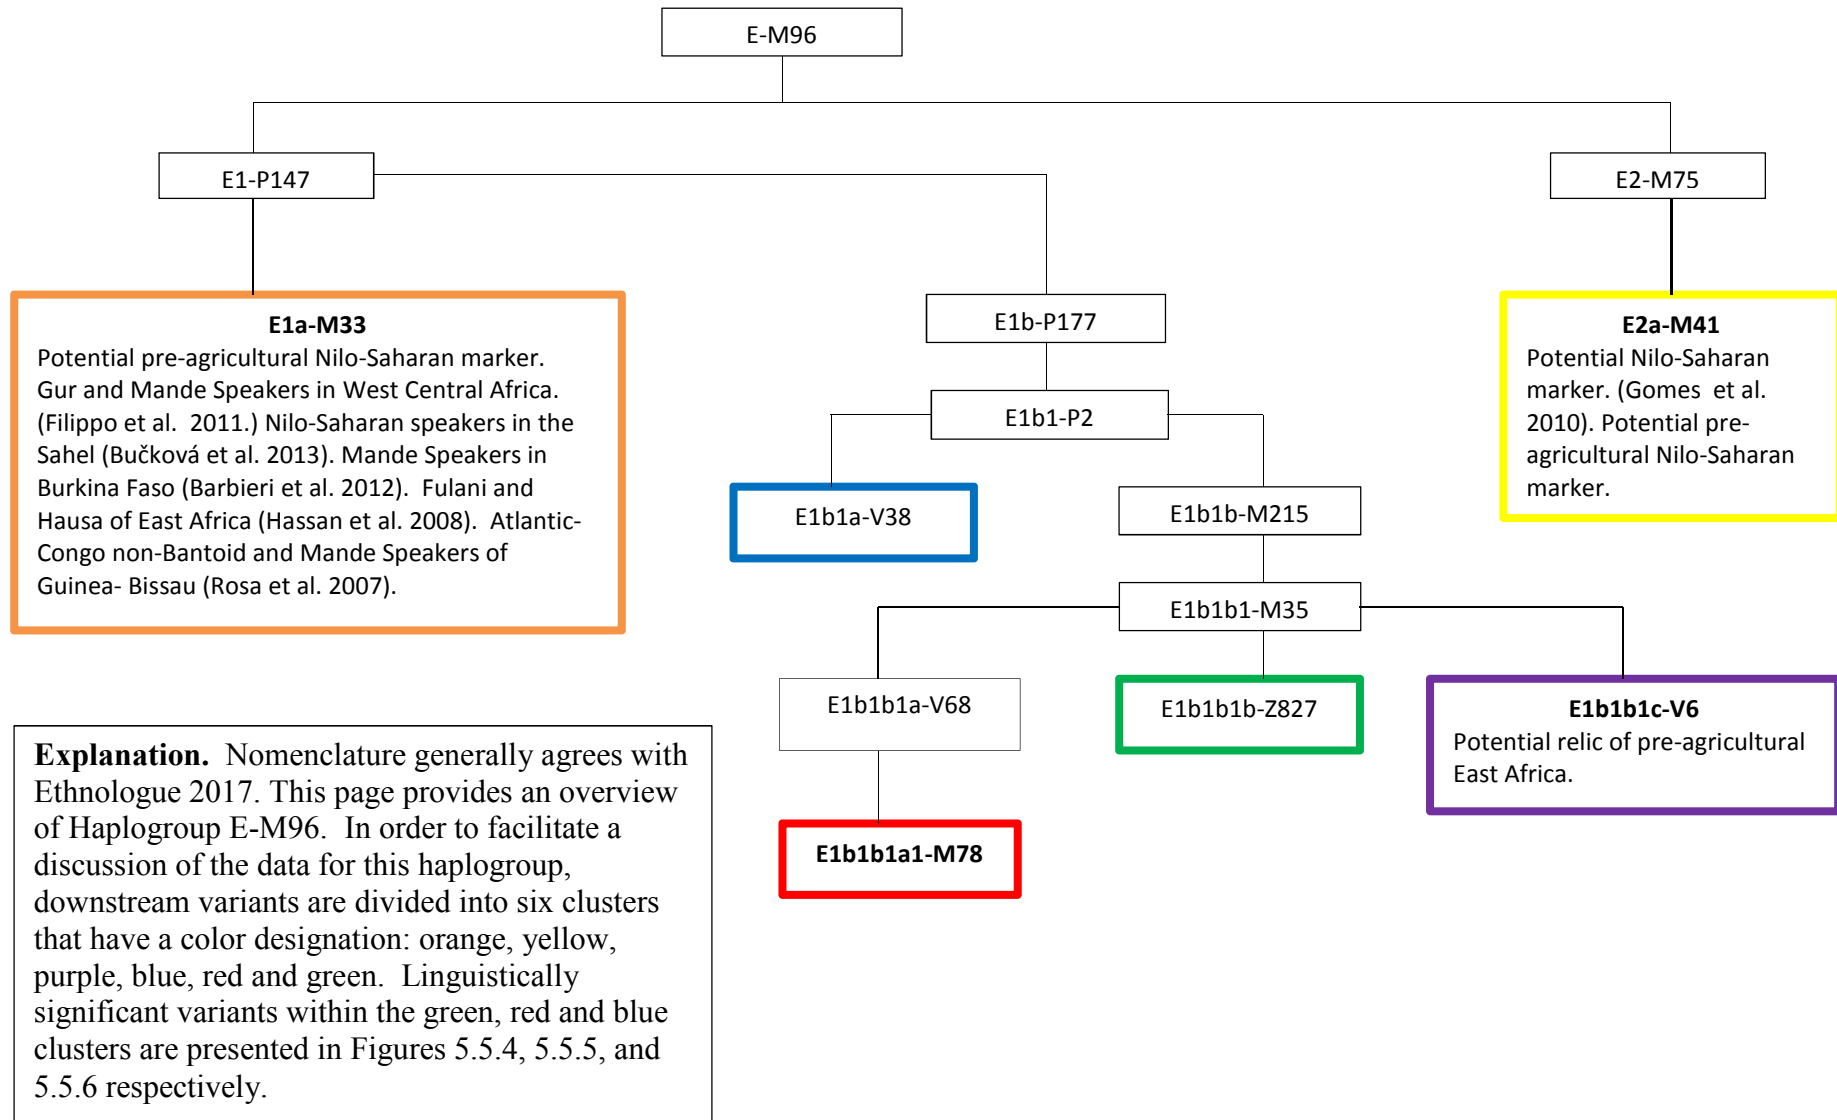 E-M96
E1-P147
E2-M75
E1a-M33
Potential pre-agricultural Nilo-Saharan marker.
Gur and Mande Speakers in West Central Africa.
(Filippo et al.  2011.) Nilo-Saharan speakers in the
Sahel (Bučková et al. 2013). Mande Speakers in
Burkina Faso (Barbieri et al. 2012).  Fulani and
Hausa of East Africa (Hassan et al. 2008).  Atlantic-
Congo non-Bantoid and Mande Speakers of
Guinea- Bissau (Rosa et al. 2007).
E1b-P177
E2a-M41
Potential Nilo-Saharan
marker. (Gomes  et al.
2010). Potential pre-
agricultural Nilo-Saharan
marker.
E1b1-P2
E1b1a-V38
E1b1b-M215
E1b1b1-M35
E1b1b1a-V68
E1b1b1b-Z827
E1b1b1c-V6
Potential relic of pre-agricultural
East Africa.
E1b1b1a1-M78
Explanation.  Nomenclature generally agrees with
Ethnologue 2017. This page provides an overview
of Haplogroup E-M96.  In order to facilitate a
discussion of the data for this haplogroup,
downstream variants are divided into six clusters
that have a color designation: orange, yellow,
purple, blue, red and green.  Linguistically
significant variants within the green, red and blue
clusters are presented in Figures 5.5.4, 5.5.5, and
5.5.6 respectively.